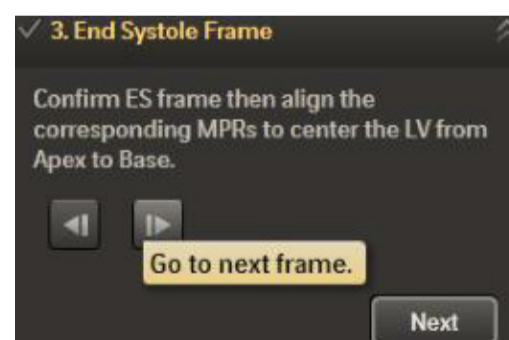 3. End Systole Frame
Confirm ES frame then align the
corresponding MPRs to center the LV from
Apex to Base.
Go to next frame.
Next